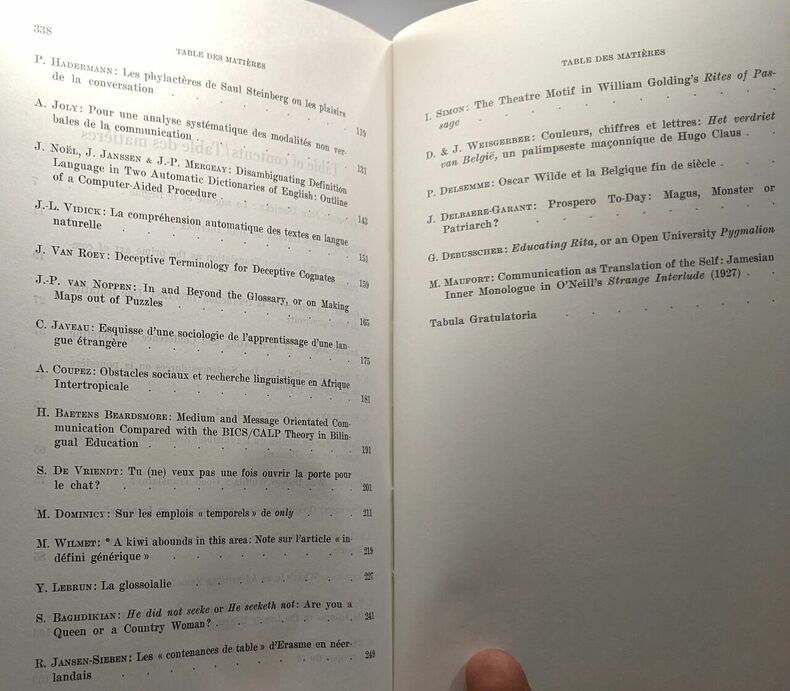 338
TABLE DES MATIÈRES
P. HADERMANN: Les phylactères de Saul Steinberg ou les plaisirs
de la conversation . . . . . . . . 119
A. JOLY: Pour une analyse systématique des modalités non ver-
bales de la communication . . . . . . . 131
J. NOËL, J. JANSSEN & J.-P. MERGEAY: Disambiguating Definition
Language in Two Automatic Dictionaries of English: Outline
of a Computer-Aided Procedure . . . . . . 143
J.-L. VIDICK: La compréhension automatique des textes en langue
naturelle . . . . . . . . . 151
J. VAN ROEY: Deceptive Terminology for Deceptive Cognates . 159
J.-P. VAN NOPPEN: In and Beyond the Glossary, or on Making
Maps out of Puzzles . . . . . . . 165
C. JAVEAU: Esquisse d'une sociologie de l'apprentissage d'une lan-
gue étrangère . . . . . . . . 175
A. COUPEZ: Obstacles sociaux et recherche linguistique en Afrique
Intertropicale . . . . . . . . 181
H. BAETENS BEARDSMORE: Medium and Message Orientated Com-
munication Compared with the BICS/CALP Theory in Bilin-
gual Education . . . . . . . . 191
S. DE VRIENDT: Tu (ne) veux pas une fois ouvrir la porte pour
le chat? . . . . . . . . . 201
M. DOMINICY: Sur les emplois « temporels » de only . . 211
M. WILMET: * A kiwi abounds in this area: Note sur l'article « in-
défini générique » . . . . . . . 219
Y. LEBRUN: La glossolalie . . . . . . . 227
S. BAGHDIKIAN: He did not seeke or He seeketh not: Are you a
Queen or a Country Woman? . . . . . . 241
R. JANSEN-SIEBEN: Les « contenances de table » d'Erasme en néer-
landais . . . . . . . . . 249
TABLE DES MATIÈRES
I. SIMON: The Theatre Motif in William Golding's Rites of Pas-
sage . . . . . . . . .
D. & J. WEISGERBER: Couleurs, chiffres et lettres: Het verdriet
van België, un palimpseste maçonnique de Hugo Claus .
P. DELSEMME: Oscar Wilde et la Belgique fin de siècle . .
J. DELBAERE-GARANT: Prospero To-Day: Magus, Monster or
Patriarch? . . . . . . . .
G. DEBUSSCHER: Educating Rita, or an Open University Pygmalion
M. MAUFORT: Communication as Translation of the Self: Jamesian
Inner Monologue in O'Neill's Strange Interlude (1927) . .
Tabula Gratulatoria . . . . . . .